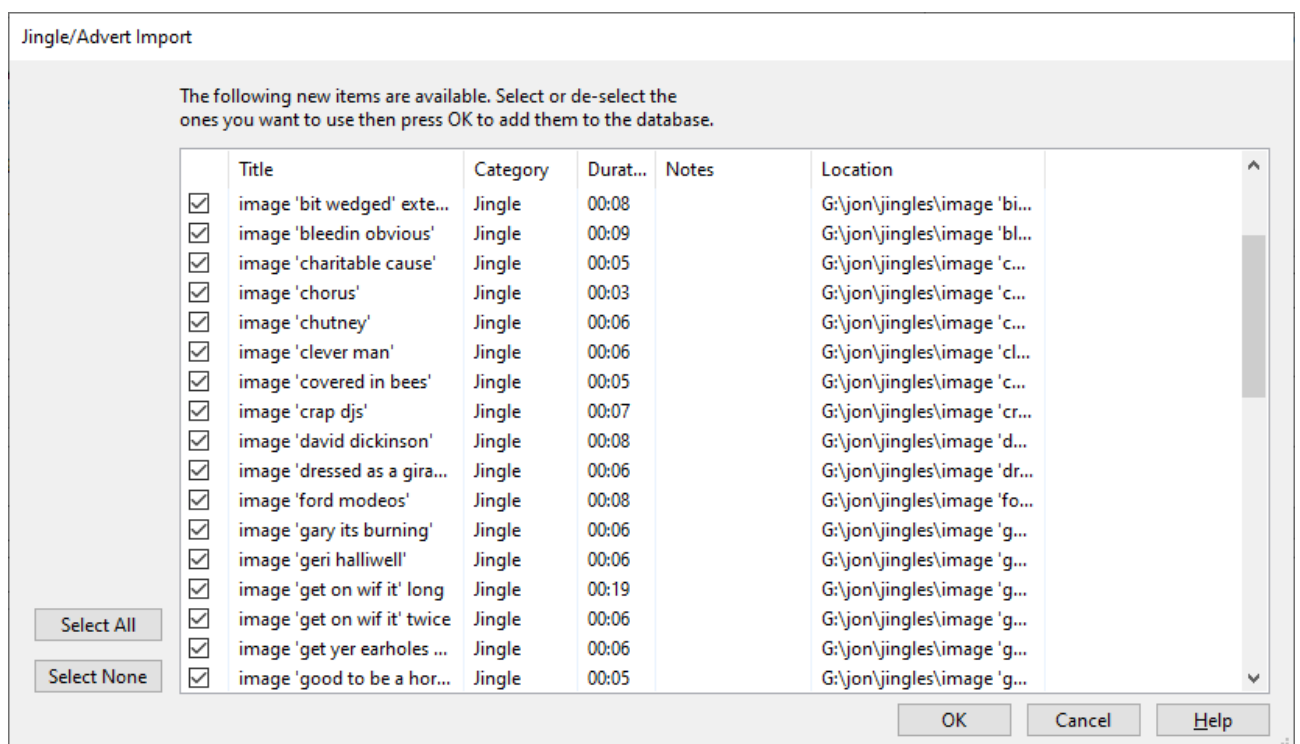 Jingle/Advert Import
The following new items are available. Select or de-select the
ones you want to use then press OK to add them to the database.
Title Category Durat... Notes Location
image 'bit wedged' exte... Jingle 00:08 G:\jon\jingles\image 'bi...
image 'bleedin obvious' Jingle 00:09 G:\jon\jingles\image 'bl...
image 'charitable cause' Jingle 00:05 G:\jon\jingles\image 'c...
image 'chorus' Jingle 00:03 G:\jon\jingles\image 'c...
image 'chutney' Jingle 00:06 G:\jon\jingles\image 'c...
image 'clever man' Jingle 00:06 G:\jon\jingles\image 'cl...
image 'covered in bees' Jingle 00:05 G:\jon\jingles\image 'c...
image 'crap djs' Jingle 00:07 G:\jon\jingles\image 'cr...
image 'david dickinson' Jingle 00:08 G:\jon\jingles\image 'd...
image 'dressed as a gira... Jingle 00:06 G:\jon\jingles\image 'dr...
image 'ford modeos' Jingle 00:08 G:\jon\jingles\image 'fo...
image 'gary its burning' Jingle 00:06 G:\jon\jingles\image 'g...
image 'geri halliwell' Jingle 00:06 G:\jon\jingles\image 'g...
image 'get on wif it' long Jingle 00:19 G:\jon\jingles\image 'g...
image 'get on wif it' twice Jingle 00:06 G:\jon\jingles\image 'g...
image 'get yer earholes ... Jingle 00:06 G:\jon\jingles\image 'g...
image 'good to be a hor... Jingle 00:05 G:\jon\jingles\image 'g...
Select All
Select None
OK Cancel Help